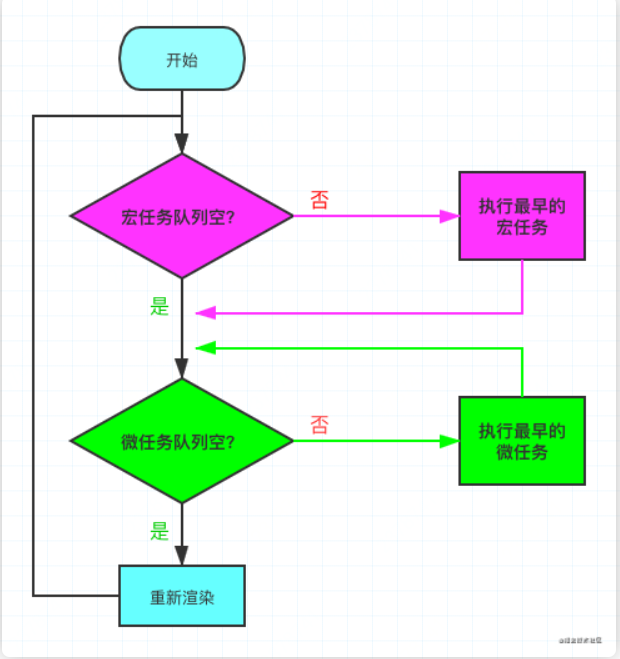 开始
宏任务队列空?
否
执行最早的
宏任务
是
微任务队列空?
否
执行最早的
微任务
是
重新渲染